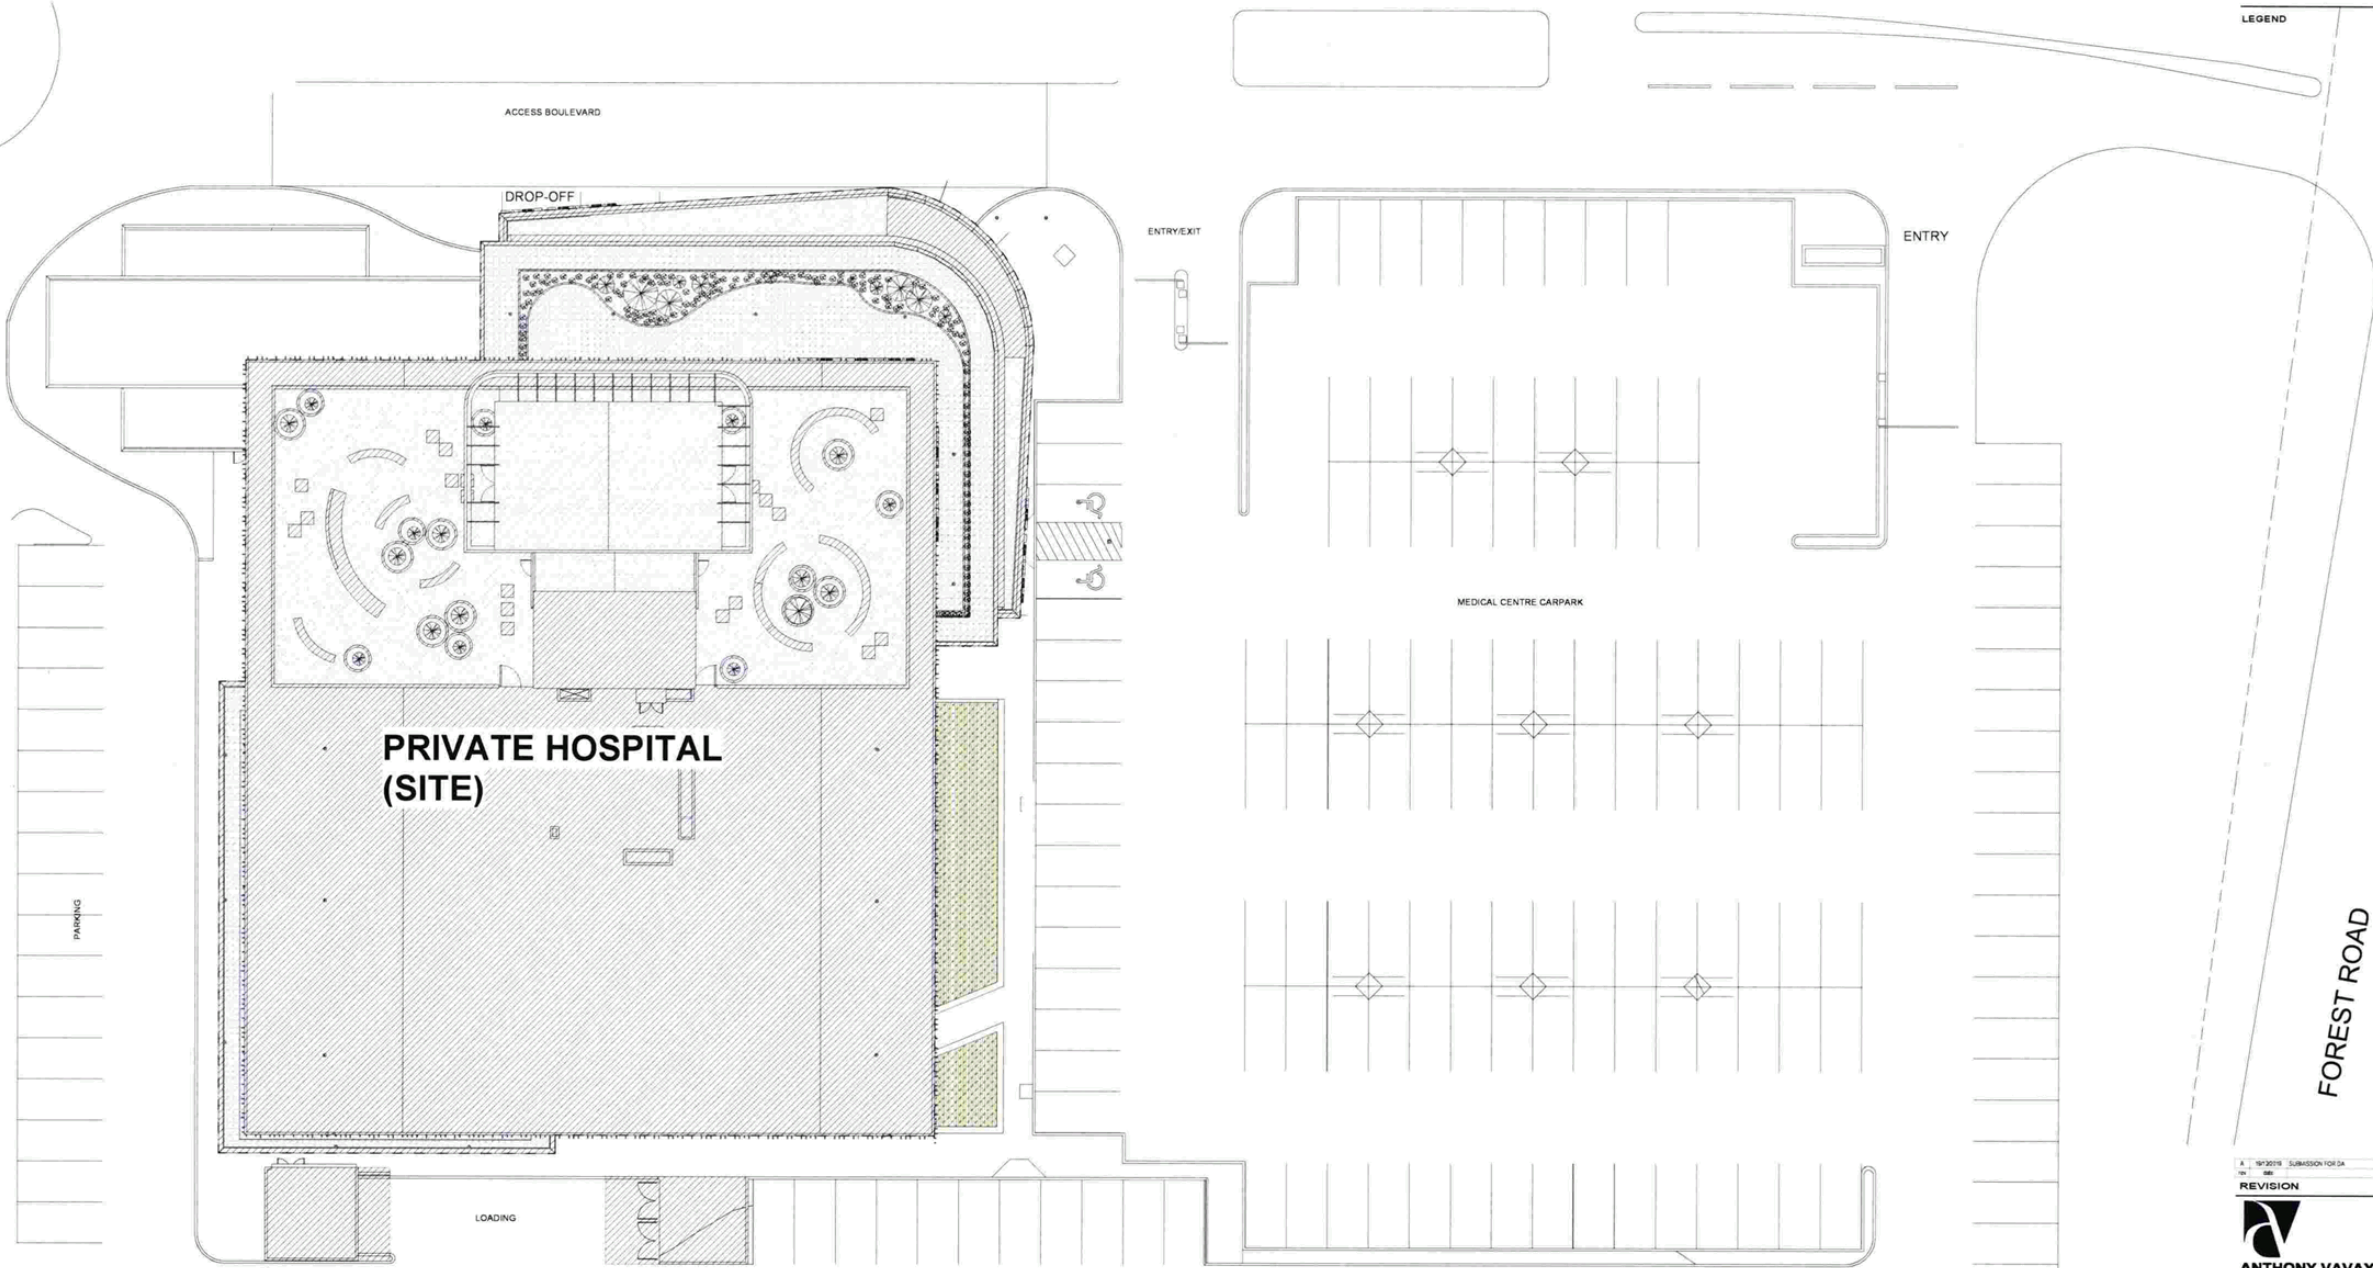 LEGEND
ACCESS BOULEVARD
DROP-OFF
ENTRY/EXIT
ENTRY
MEDICAL CENTRE CARPARK
PRIVATE HOSPITAL
(SITE)
PARKING
FOREST ROAD
LOADING
A SUBMISSION FOR DA
REVISION